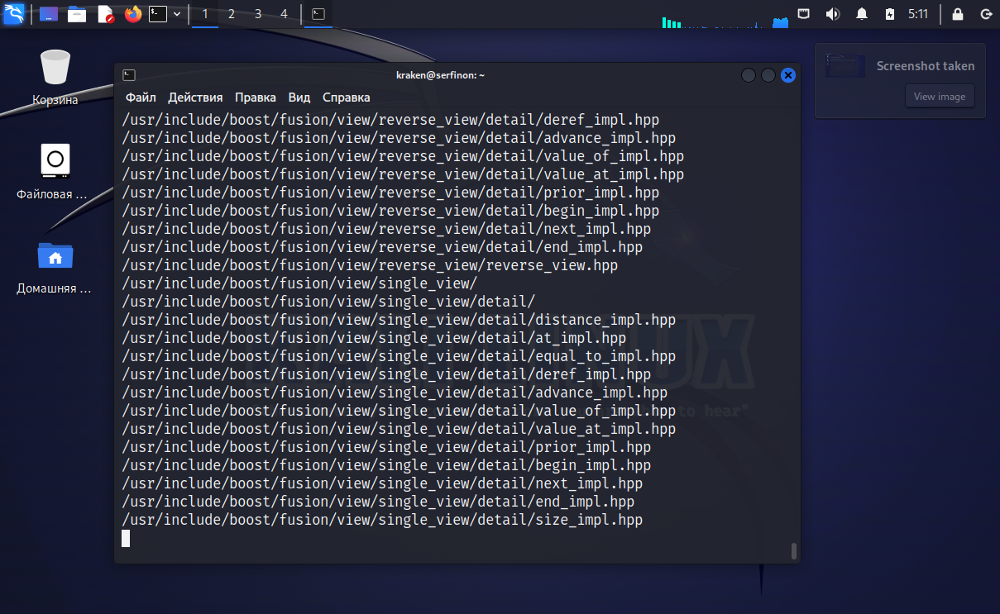 1 2 3 4 5:11
Screenshot taken
View image
Корзина
Файловая ...
Домашняя ...
kraken@serfinon: ~
Файл Действия Правка Вид Справка
/usr/include/boost/fusion/view/reverse_view/detail/deref_impl.hpp
/usr/include/boost/fusion/view/reverse_view/detail/advance_impl.hpp
/usr/include/boost/fusion/view/reverse_view/detail/value_of_impl.hpp
/usr/include/boost/fusion/view/reverse_view/detail/value_at_impl.hpp
/usr/include/boost/fusion/view/reverse_view/detail/prior_impl.hpp
/usr/include/boost/fusion/view/reverse_view/detail/begin_impl.hpp
/usr/include/boost/fusion/view/reverse_view/detail/next_impl.hpp
/usr/include/boost/fusion/view/reverse_view/detail/end_impl.hpp
/usr/include/boost/fusion/view/reverse_view/reverse_view.hpp
/usr/include/boost/fusion/view/single_view/
/usr/include/boost/fusion/view/single_view/detail/
/usr/include/boost/fusion/view/single_view/detail/distance_impl.hpp
/usr/include/boost/fusion/view/single_view/detail/at_impl.hpp
/usr/include/boost/fusion/view/single_view/detail/equal_to_impl.hpp
/usr/include/boost/fusion/view/single_view/detail/deref_impl.hpp
/usr/include/boost/fusion/view/single_view/detail/advance_impl.hpp
/usr/include/boost/fusion/view/single_view/detail/value_of_impl.hpp
/usr/include/boost/fusion/view/single_view/detail/value_at_impl.hpp
/usr/include/boost/fusion/view/single_view/detail/prior_impl.hpp
/usr/include/boost/fusion/view/single_view/detail/begin_impl.hpp
/usr/include/boost/fusion/view/single_view/detail/next_impl.hpp
/usr/include/boost/fusion/view/single_view/detail/end_impl.hpp
/usr/include/boost/fusion/view/single_view/detail/size_impl.hpp
to hear"